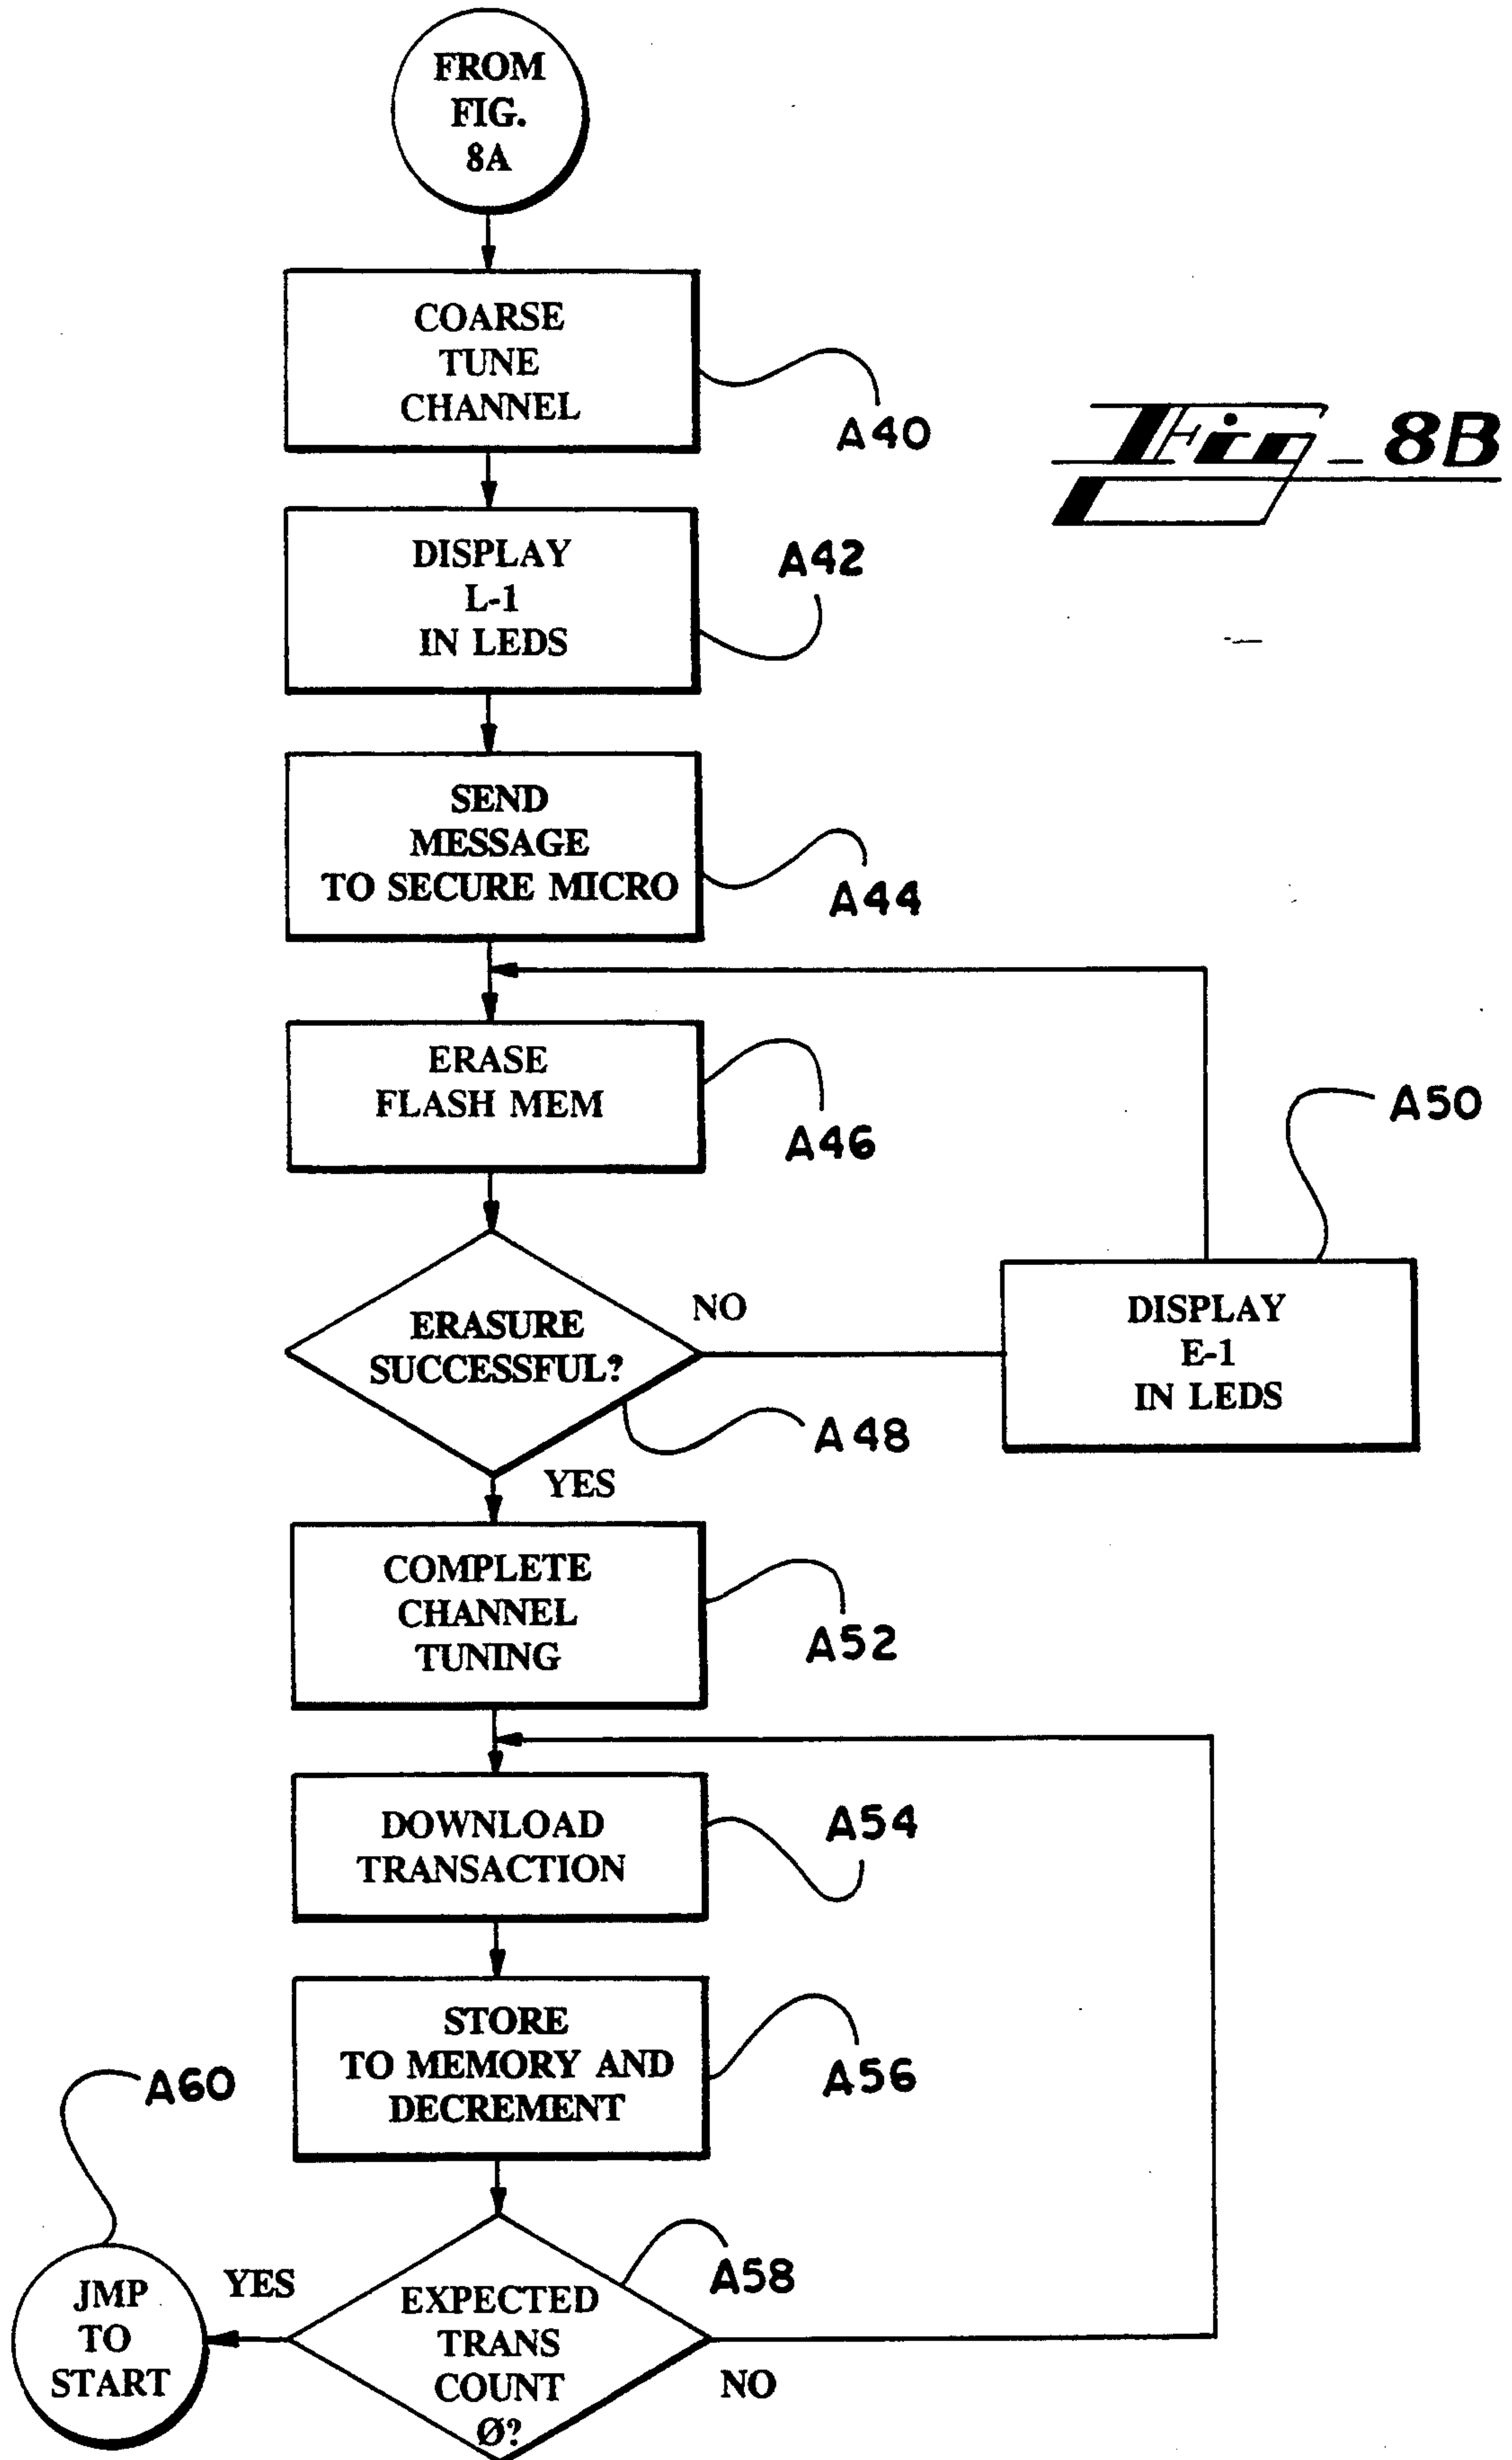 FROM
FIG.
8A
COARSE
TUNE
CHANNEL
A40
Fig_8B
DISPLAY
L-1
IN LEDS
A42
SEND
MESSAGE
TO SECURE MICRO
A44
ERASE
FLASH MEM
A46
A50
ERASURE
SUCCESSFUL?
NO
DISPLAY
E-1
IN LEDS
A48
YES
COMPLETE
CHANNEL
TUNING
A52
DOWNLOAD
TRANSACTION
A54
STORE
TO MEMORY AND
DECREMENT
A56
A60
JMP
TO
START
YES
EXPECTED
TRANS
COUNT
Ø?
A58
NO